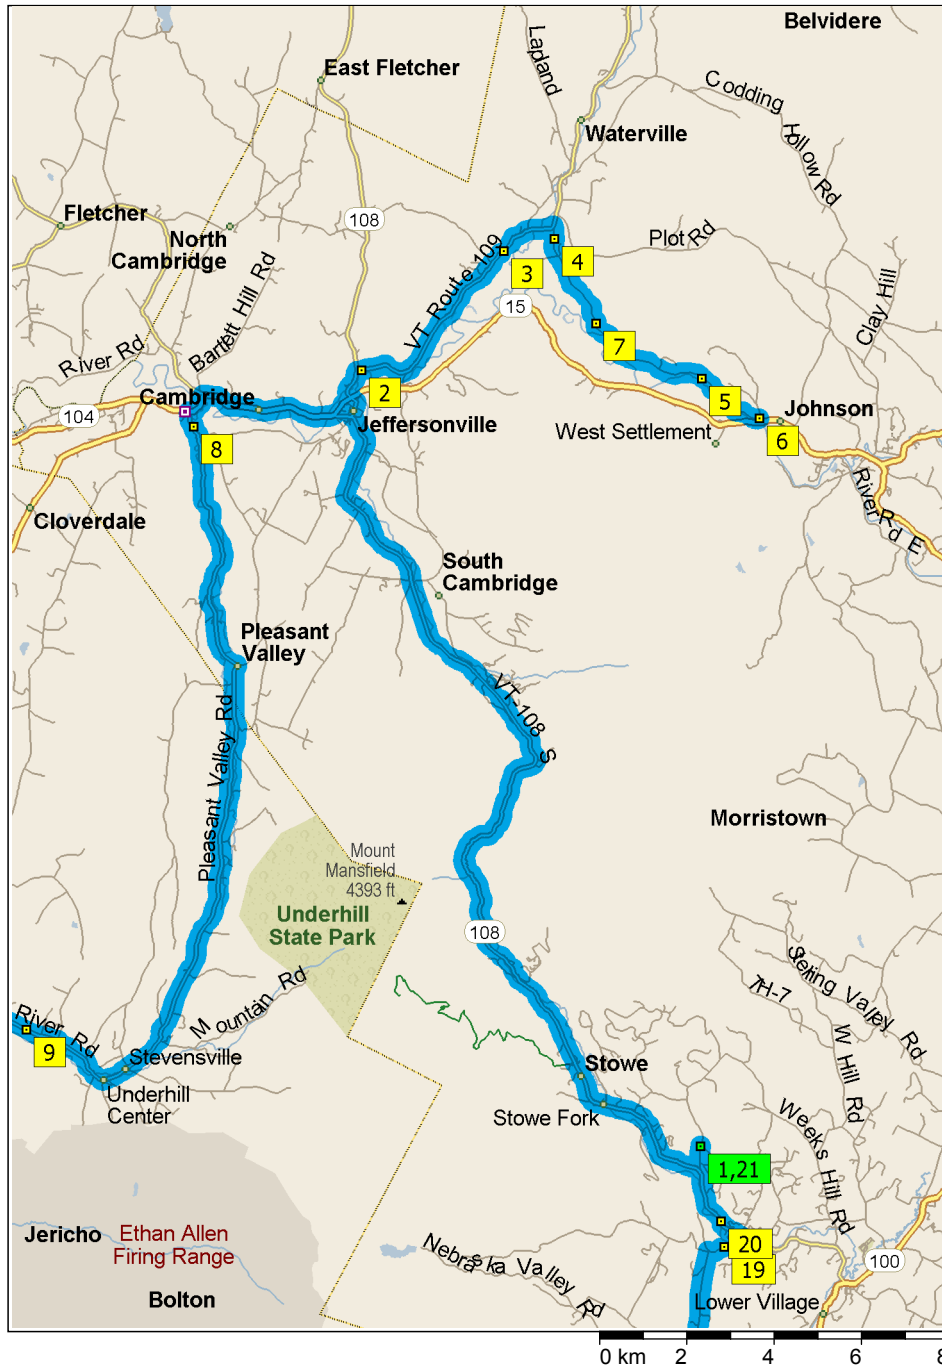 Belvidere
Lapland
East Fletcher
Codding Hollow Rd
Waterville
Fletcher
108
North
Cambridge
Plot Rd
VT Route 109
4
3
Bartlett Hill Rd
15
Clay Hill
River Rd
7
2
Cambridge
5
Johnson
104
Jeffersonville
West Settlement
6
8
River Rd E
Cloverdale
South
Cambridge
Pleasant
Valley
VT-108 S
Pleasant Valley Rd
Morristown
Mount
Mansfield
4393 ft
Underhill
State Park
108
Sterling Valley Rd
TH-7
Mountain Rd
W Hill Rd
River Rd
9
Stevensville
Stowe
Underhill
Center
Stowe Fork
Weeks Hill Rd
1,21
Jericho
Ethan Allen
Firing Range
20
Nebraska Valley Rd
19
100
Bolton
Lower Village
0 km 2 4 6 8